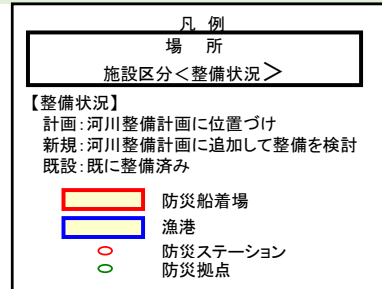 凡　例
場　所
施設区分＜整備状況＞
【整備状況】
計画：河川整備計画に位置づけ
新規：河川整備計画に追加して整備を検討
既設：既に整備済み
防災船着場
漁港
防災ステーション
防災拠点